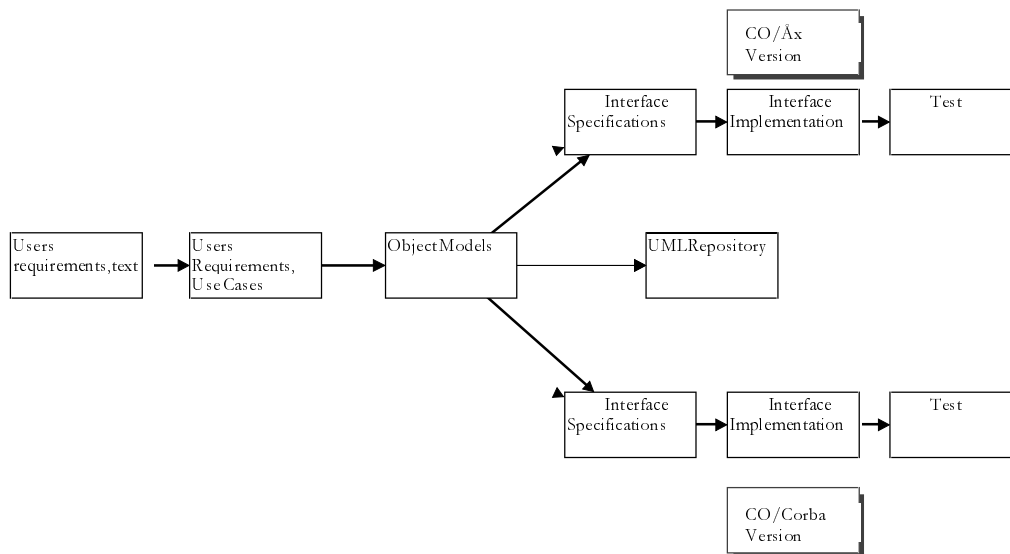 CO/Åx
Version
Interface
Specifications
Interface
Implementation
Test
Users
requirements,text
Users
Requirements,
UseCases
ObjectModels
UMLRepository
Interface
Specifications
Interface
Implementation
Test
CO/Corba
Version